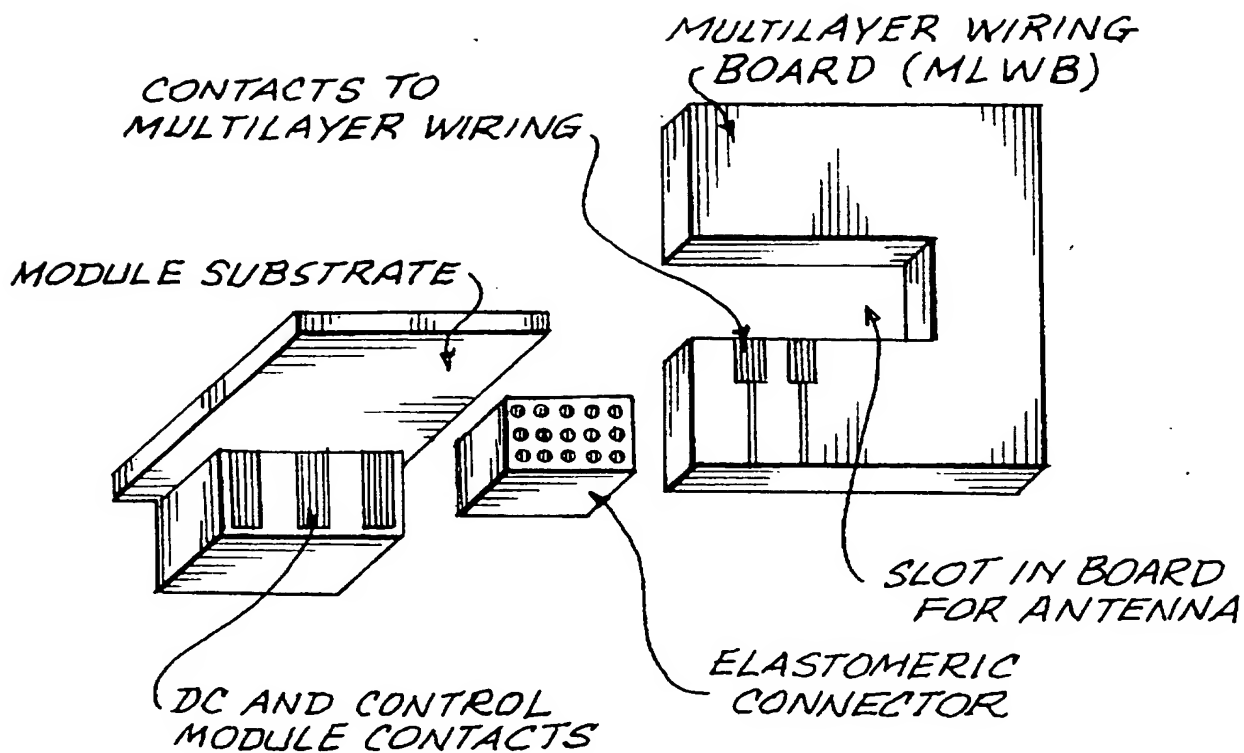 MULTILAYER WIRING
BOARD (MLWB)
CONTACTS TO
MULTILAYER WIRING
MODULE SUBSTRATE
SLOT IN BOARD
FOR ANTENNA
ELASTOMERIC
CONNECTOR
DC AND CONTROL
MODULE CONTACTS